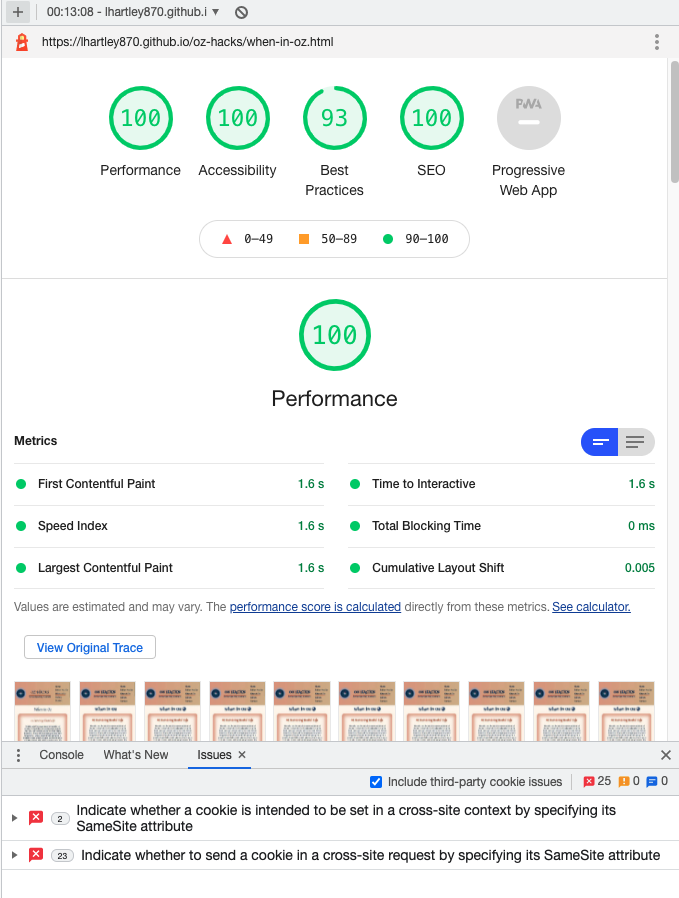 00:13:08 - lhartley870.github.i
https://lhartley870.github.io/oz-hacks/when-in-oz.html
100 100 93 100 PWA
Performance Accessibility Best Practices SEO Progressive Web App
0–49 50–89 90–100
100
Performance
Metrics
First Contentful Paint 1.6 s
Time to Interactive 1.6 s
Speed Index 1.6 s
Total Blocking Time 0 ms
Largest Contentful Paint 1.6 s
Cumulative Layout Shift 0.005
Values are estimated and may vary. The performance score is calculated directly from these metrics. See calculator.
View Original Trace
Console What's New Issues
Include third-party cookie issues 25 0 0
2 Indicate whether a cookie is intended to be set in a cross-site context by specifying its
SameSite attribute
23 Indicate whether to send a cookie in a cross-site request by specifying its SameSite attribute